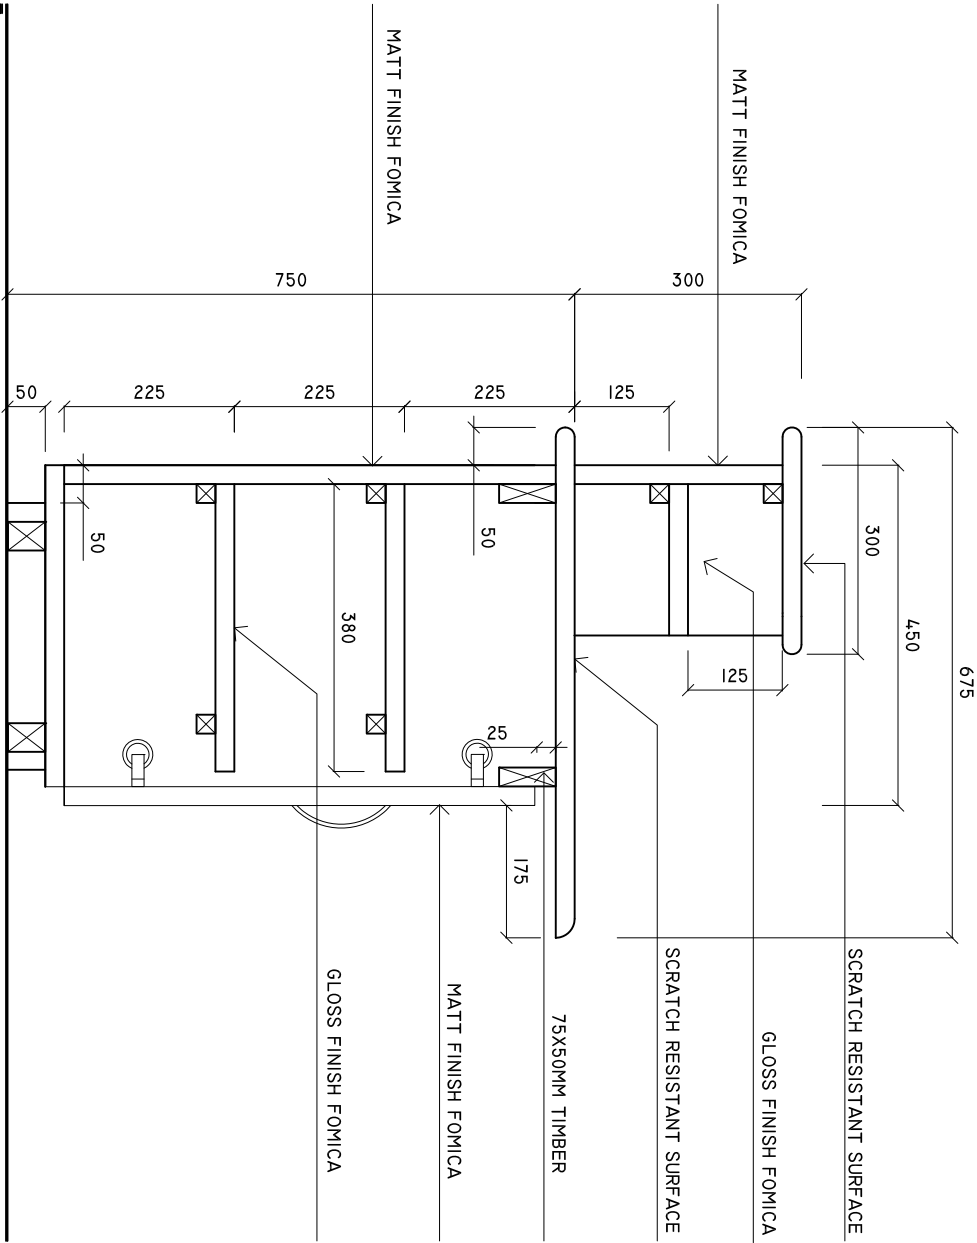 MATT FINISH FOMICA
MATT FINISH FOMICA
750
300
50
225
225
225
125
50
380
50
300
450
675
125
25
175
GLOSS FINISH FOMICA
MATT FINISH FOMICA
75X50MM TIMBER
SCRATCH RESISTANT SURFACE
GLOSS FINISH FOMICA
SCRATCH RESISTANT SURFACE